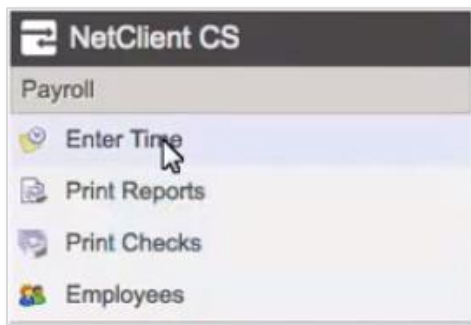 NetClient CS
Payroll
Enter Time
Print Reports
Print Checks
Employees